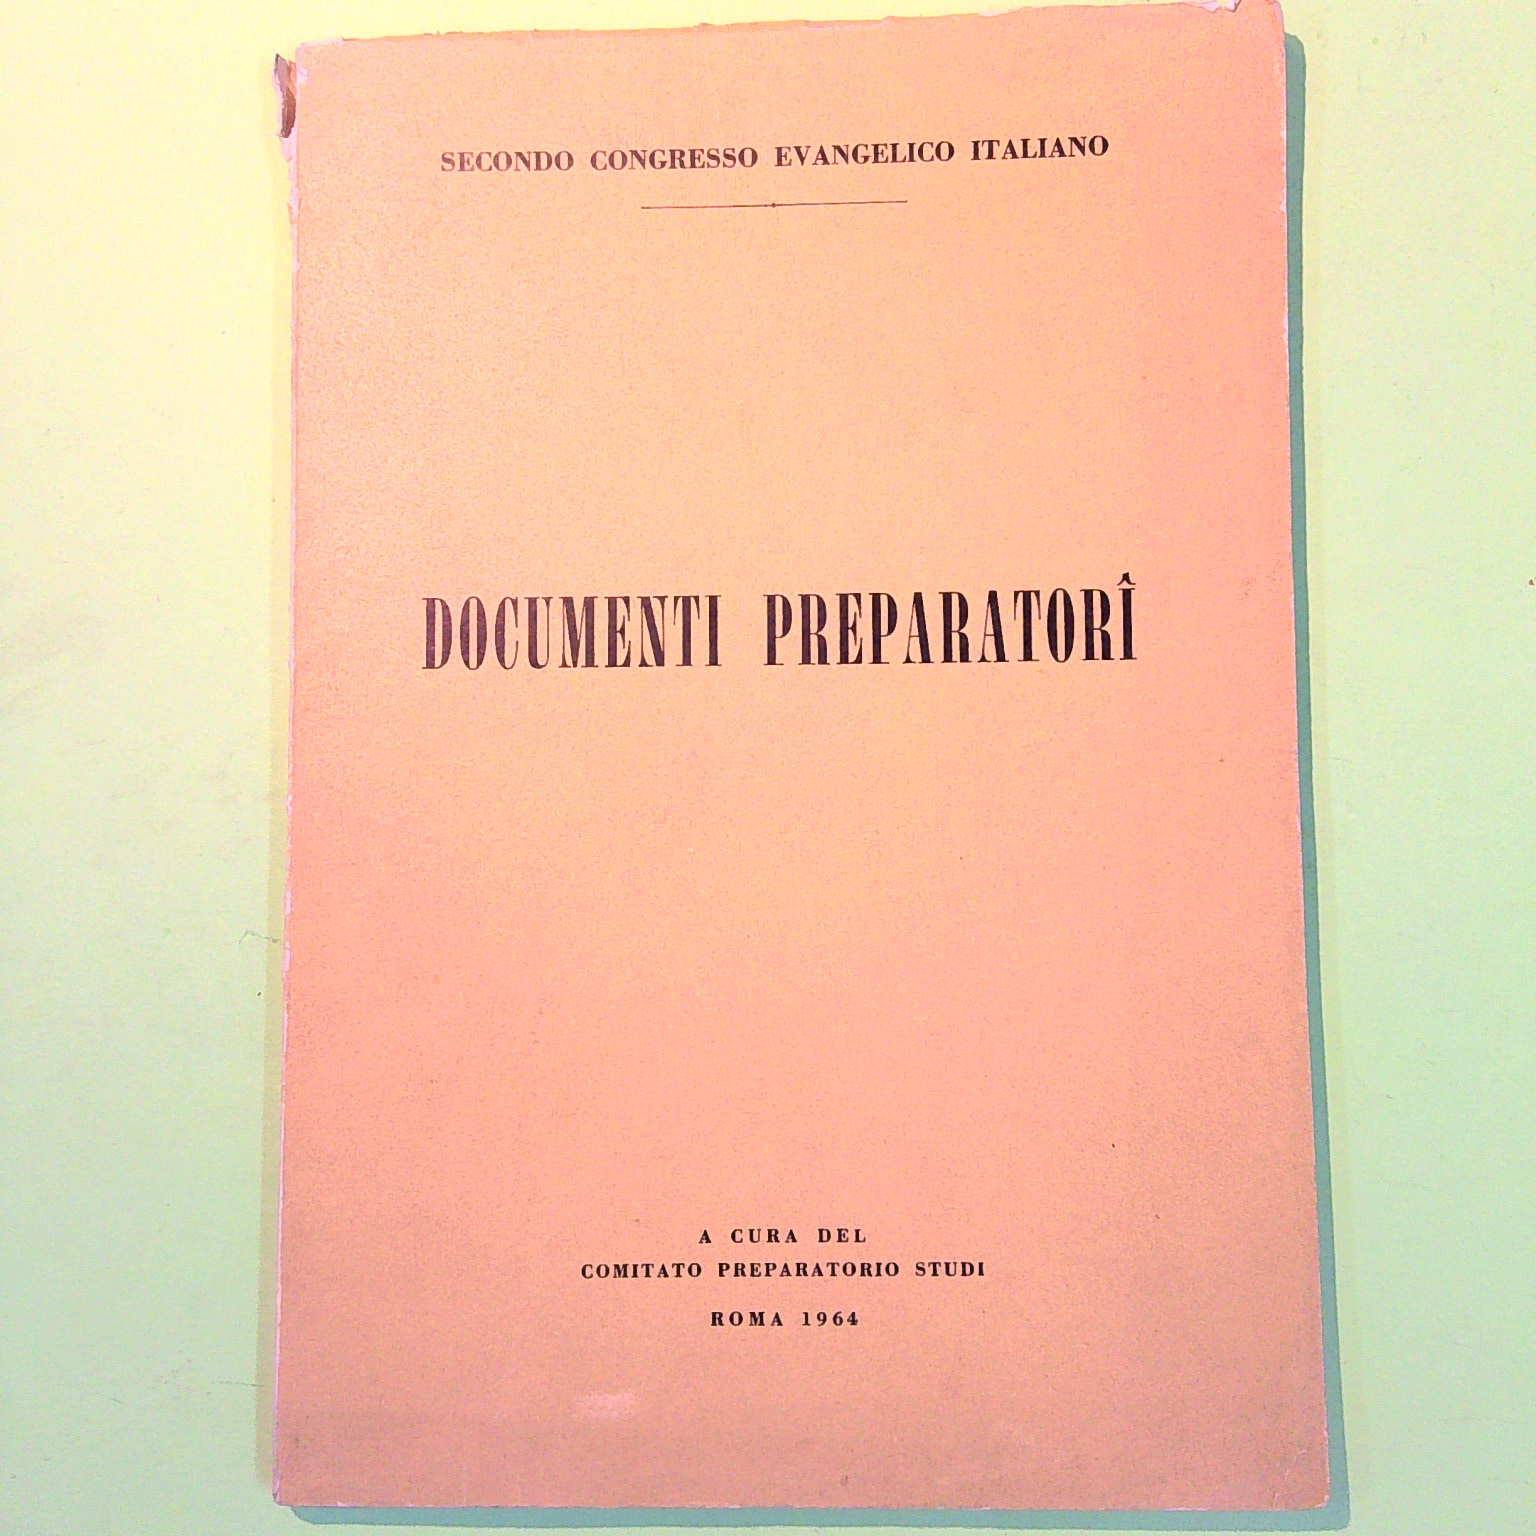 SECONDO CONGRESSO EVANGELICO ITALIANO
DOCUMENTI PREPARATORÎ
A CURA DEL
COMITATO PREPARATORIO STUDI
ROMA 1964